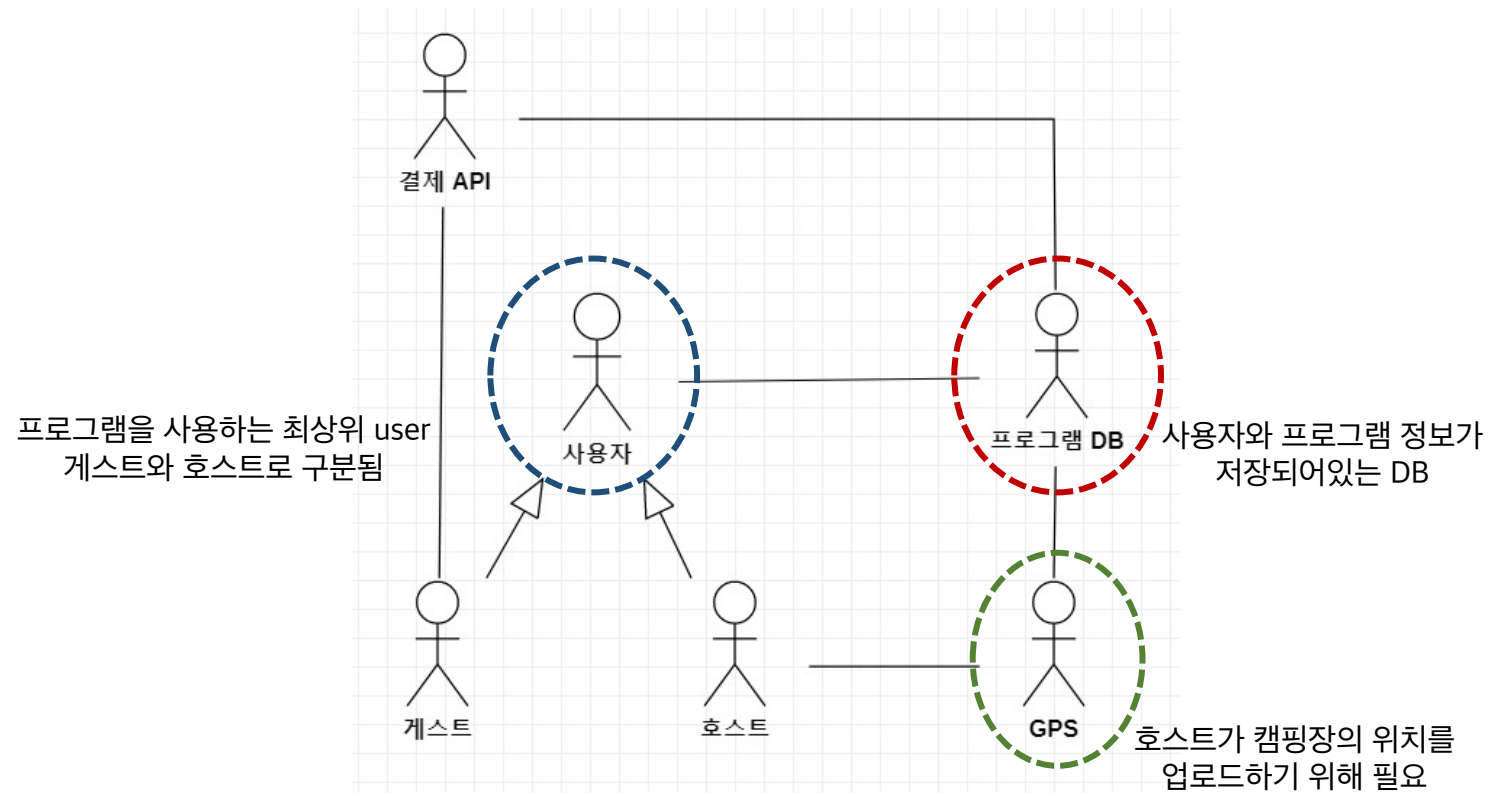 결제 API
프로그램을 사용하는 최상위 user
게스트와 호스트로 구분됨
사용자
프로그램 DB
사용자와 프로그램 정보가
저장되어있는 DB
게스트
호스트
GPS
호스트가 캠핑장의 위치를
업로드하기 위해 필요